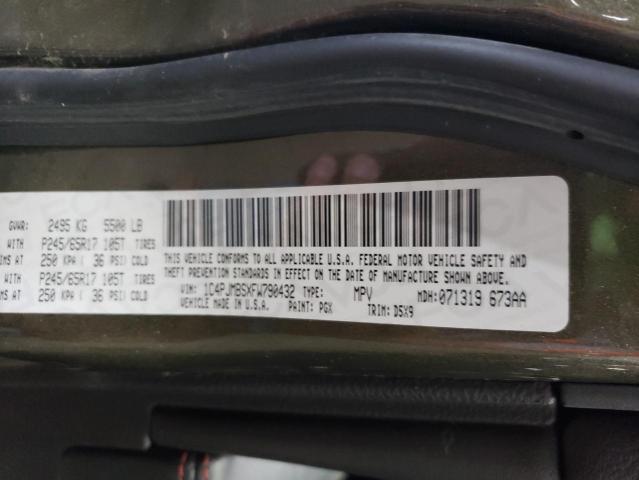 GVWR: 2495 KG 5500 LB
WITH P245/65R17 105T TIRES
IMS AT 250 KPA ( 36 PSI) COLD
WITH P245/65R17 105T TIRES
MS AT 250 KPA ( 36 PSI) COLD
THIS VEHICLE CONFORMS TO ALL APPLICABLE U.S.A. FEDERAL MOTOR VEHICLE SAFETY AND
THEFT PREVENTION STANDARDS IN EFFECT ON THE DATE OF MANUFACTURE SHOWN ABOVE.
VIN: 1C4PJMBSXFW790432 TYPE: MPV MDH: 071319 673AA
VEHICLE MADE IN U.S.A. PAINT: PGX TRIM: D5X9